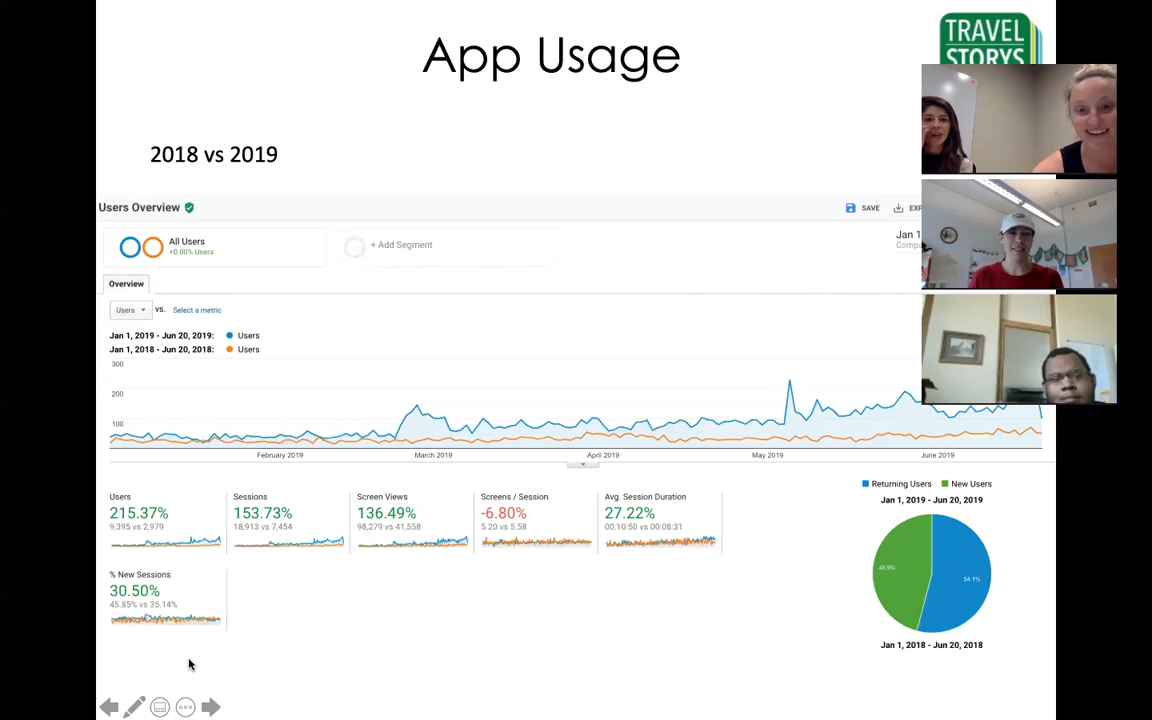 App Usage
TRAVEL
STORYS
2018 vs 2019
Users Overview
SAVE
All Users
+0.00% Users
+ Add Segment
Jan 1
Overview
Users
vs.
Select a metric
Jan 1, 2019 - Jun 20, 2019: Users
Jan 1, 2018 - Jun 20, 2018: Users
300
200
100
February 2019 March 2019 April 2019 May 2019 June 2019
Users Sessions Screen Views Screens / Session Avg. Session Duration
215.37% 153.73% 136.49% -6.80% 27.22%
9,395 vs 2,979 18,913 vs 7,454 98,279 vs 41,558 5.20 vs 5.58 00:10:50 vs 00:08:31
% New Sessions
30.50%
45.85% vs 35.14%
Returning Users New Users
Jan 1, 2019 - Jun 20, 2019
54.1%
Jan 1, 2018 - Jun 20, 2018